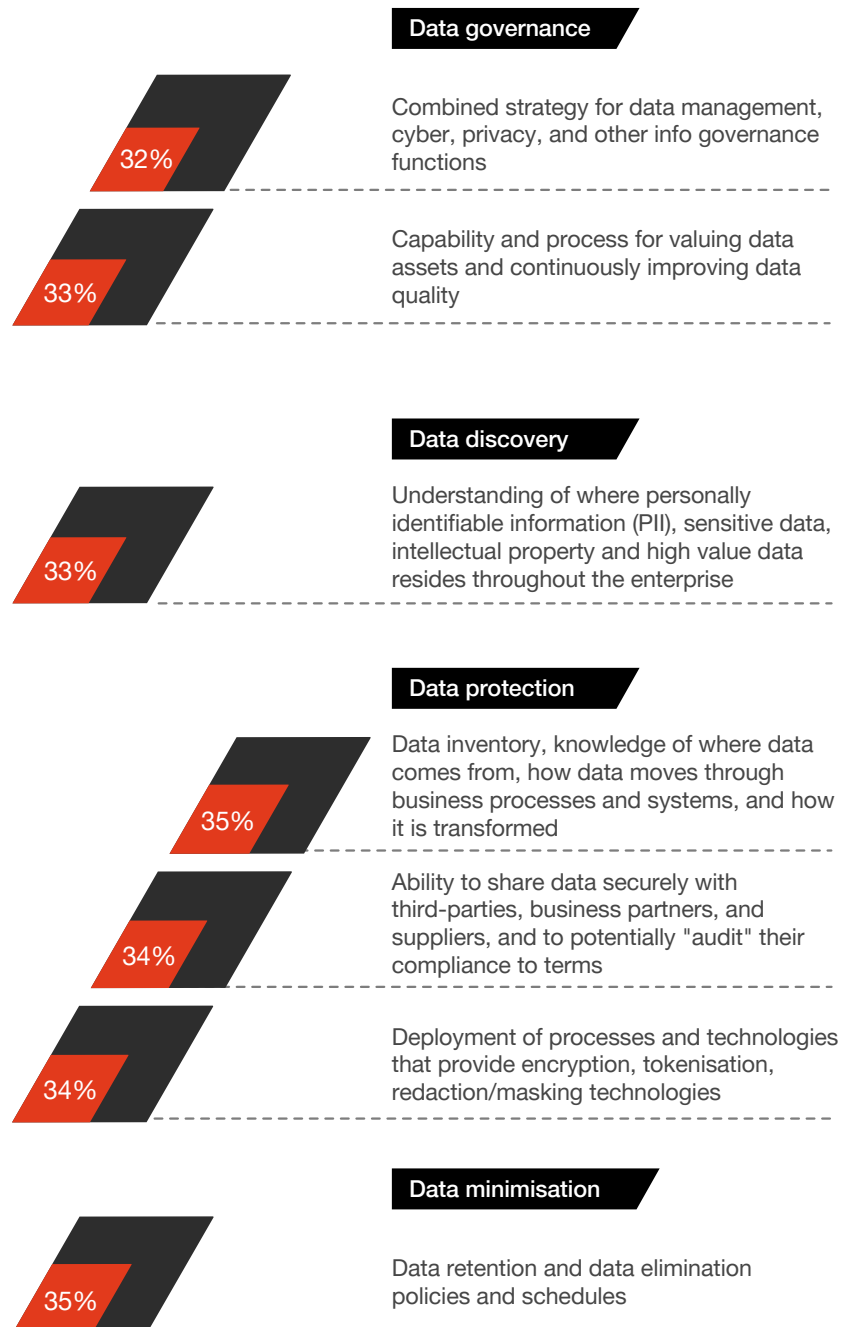 Data governance
32%
Combined strategy for data management,
cyber, privacy, and other info governance
functions
33%
Capability and process for valuing data
assets and continuously improving data
quality
Data discovery
33%
Understanding of where personally
identifiable information (PII), sensitive data,
intellectual property and high value data
resides throughout the enterprise
Data protection
35%
Data inventory, knowledge of where data
comes from, how data moves through
business processes and systems, and how
it is transformed
34%
Ability to share data securely with
third-parties, business partners, and
suppliers, and to potentially "audit" their
compliance to terms
34%
Deployment of processes and technologies
that provide encryption, tokenisation,
redaction/masking technologies
Data minimisation
35%
Data retention and data elimination
policies and schedules